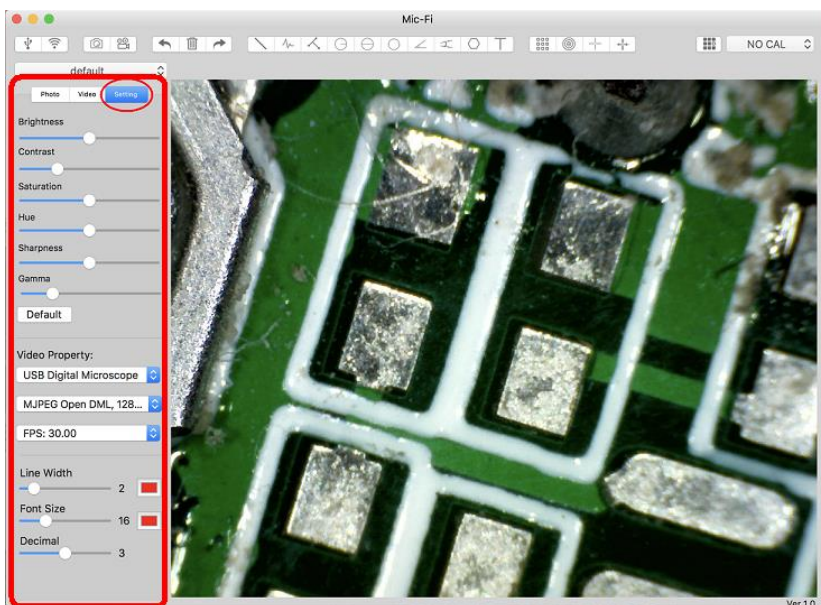 Mic-Fi
NO CAL
default
Photo Video Setting
Brightness
Contrast
Saturation
Hue
Sharpness
Gamma
Default
Video Property:
USB Digital Microscope
MJPEG Open DML, 128...
FPS: 30.00
Line Width
2
Font Size
16
Decimal
3
Ver 1.0